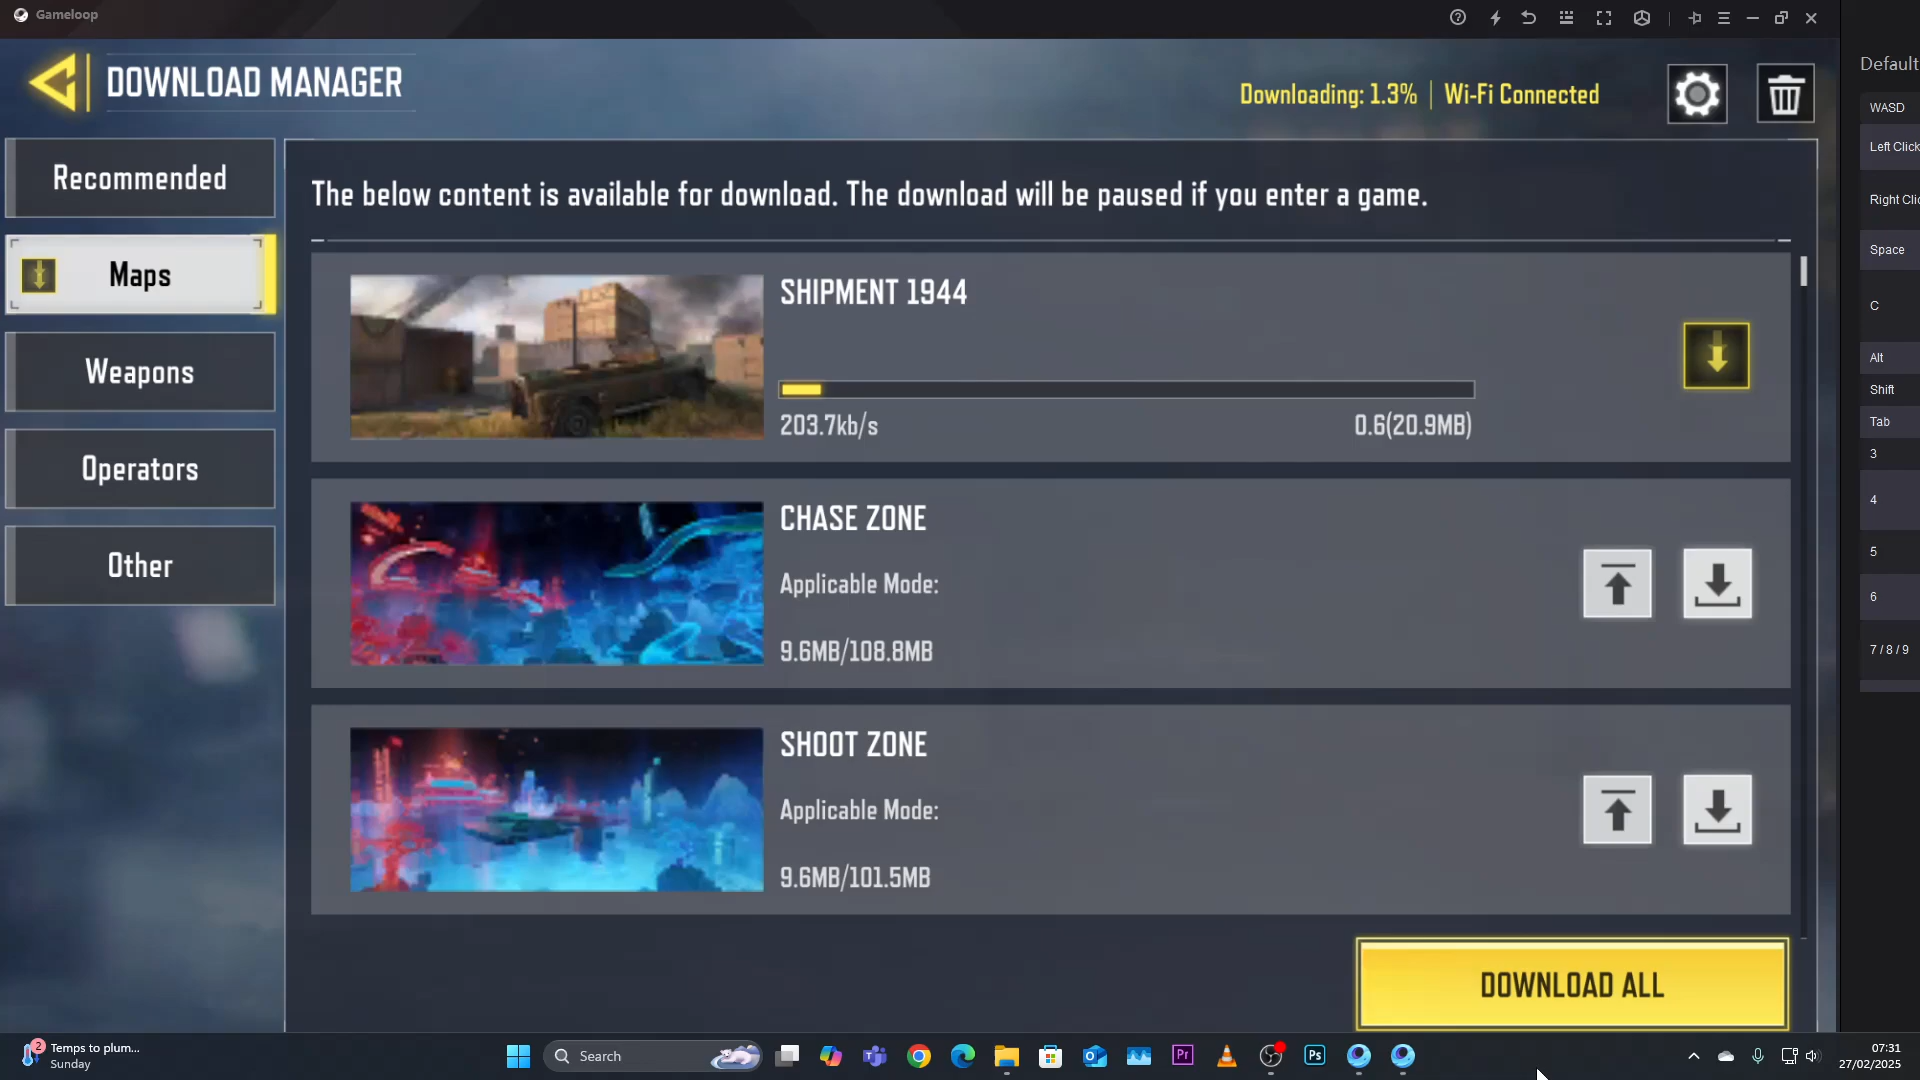 Gameloop
DOWNLOAD MANAGER
Downloading: 1.3% | Wi-Fi Connected
Recommended
Maps
Weapons
Operators
Other
The below content is available for download. The download will be paused if you enter a game.
SHIPMENT 1944
203.7kb/s
0.6(20.9MB)
CHASE ZONE
Applicable Mode:
9.6MB/108.8MB
SHOOT ZONE
Applicable Mode:
9.6MB/101.5MB
DOWNLOAD ALL
Default
WASD
Left Click
Right Clic
Space
C
Alt
Shift
Tab
3
4
5
6
7 / 8 / 9
2
Temps to plum...
Sunday
Search
Pr
Ps
07:31
27/02/2025